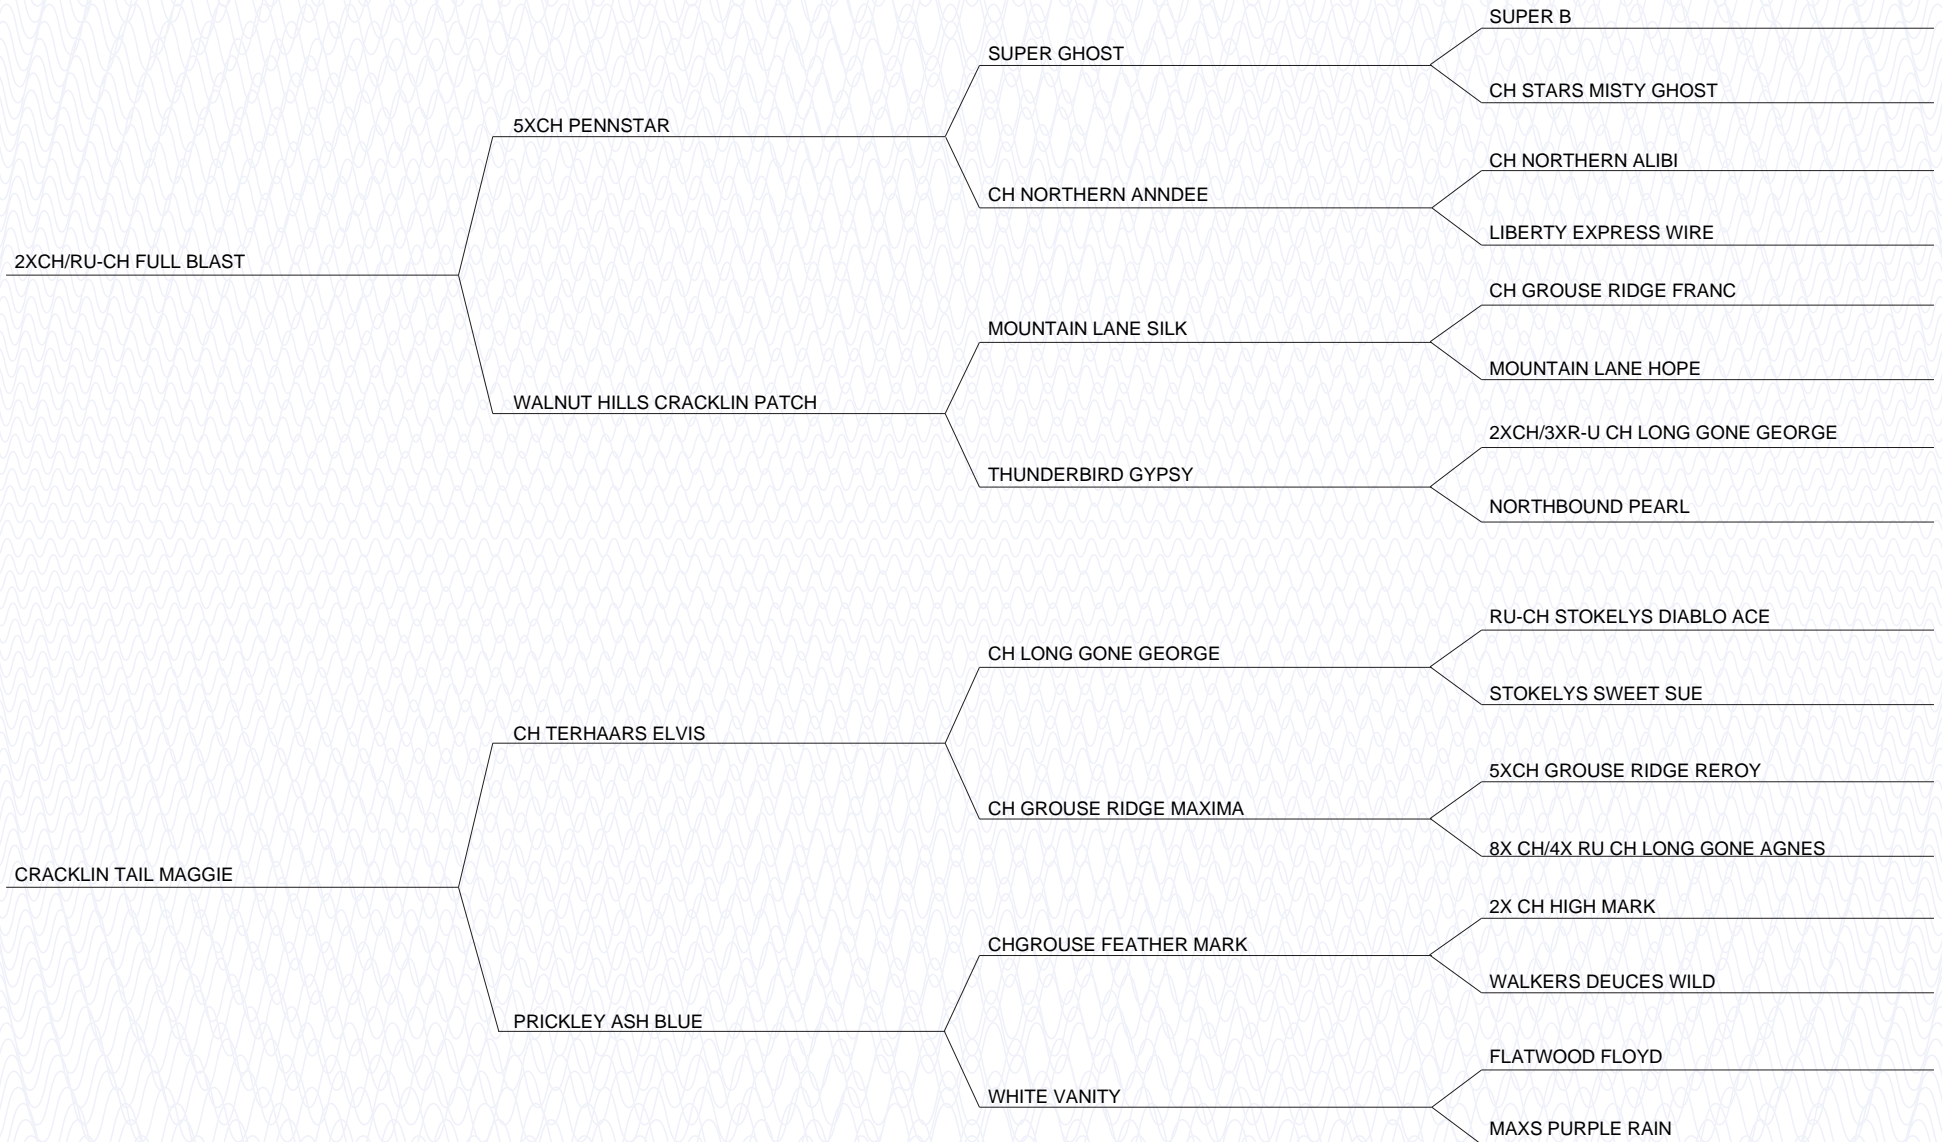 SUPER B
SUPER GHOST
CH STARS MISTY GHOST
5XCH PENNSTAR
CH NORTHERN ALIBI
CH NORTHERN ANNDEE
LIBERTY EXPRESS WIRE
2XCH/RU-CH FULL BLAST
CH GROUSE RIDGE FRANC
MOUNTAIN LANE SILK
MOUNTAIN LANE HOPE
WALNUT HILLS CRACKLIN PATCH
2XCH/3XR-U CH LONG GONE GEORGE
THUNDERBIRD GYPSY
NORTHBOUND PEARL
RU-CH STOKELYS DIABLO ACE
CH LONG GONE GEORGE
STOKELYS SWEET SUE
CH TERHAARS ELVIS
5XCH GROUSE RIDGE REROY
CH GROUSE RIDGE MAXIMA
8X CH/4X RU CH LONG GONE AGNES
CRACKLIN TAIL MAGGIE
2X CH HIGH MARK
CHGROUSE FEATHER MARK
WALKERS DEUCES WILD
PRICKLEY ASH BLUE
FLATWOOD FLOYD
WHITE VANITY
MAXS PURPLE RAIN